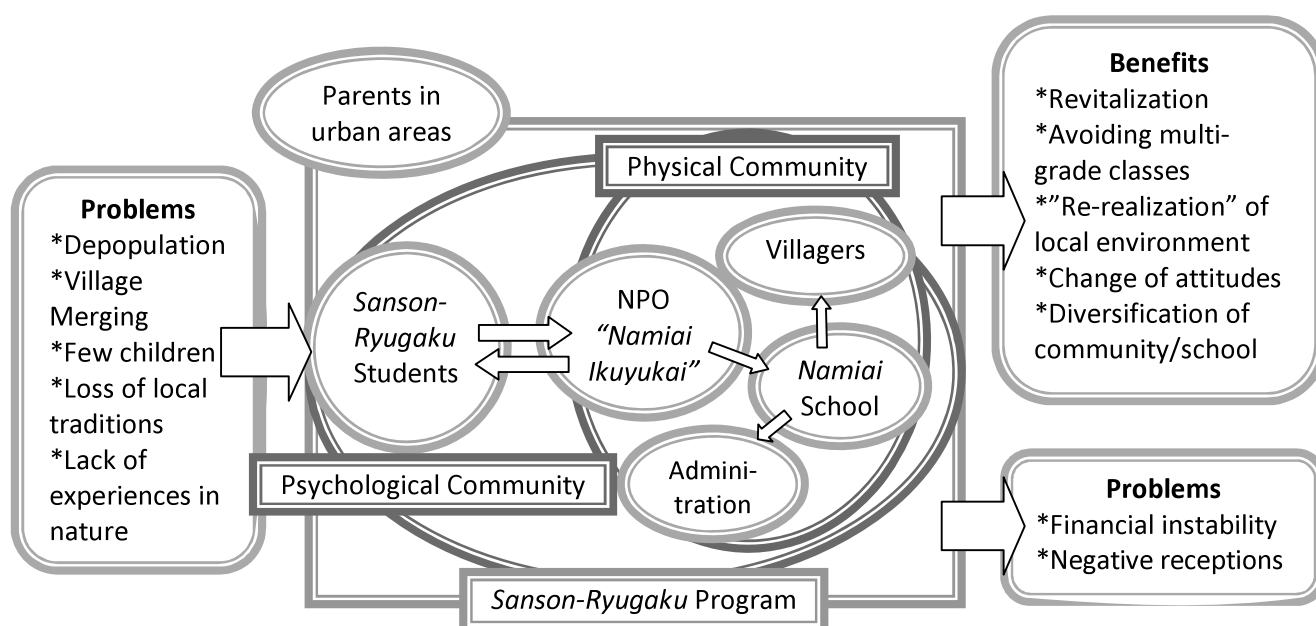 Problems
*Depopulation
*Village
Merging
*Few children
*Loss of local
traditions
*Lack of
experiences in
nature
Parents in
urban areas
Physical Community
Villagers
Sanson-
Ryugaku
Students
NPO
“Namiai
Ikuyukai”
Namiai
School
Admini-
tration
Psychological Community
Sanson-Ryugaku Program
Benefits
*Revitalization
*Avoiding multi-
grade classes
*”Re-realization” of
local environment
*Change of attitudes
*Diversification of
community/school
Problems
*Financial instability
*Negative receptions